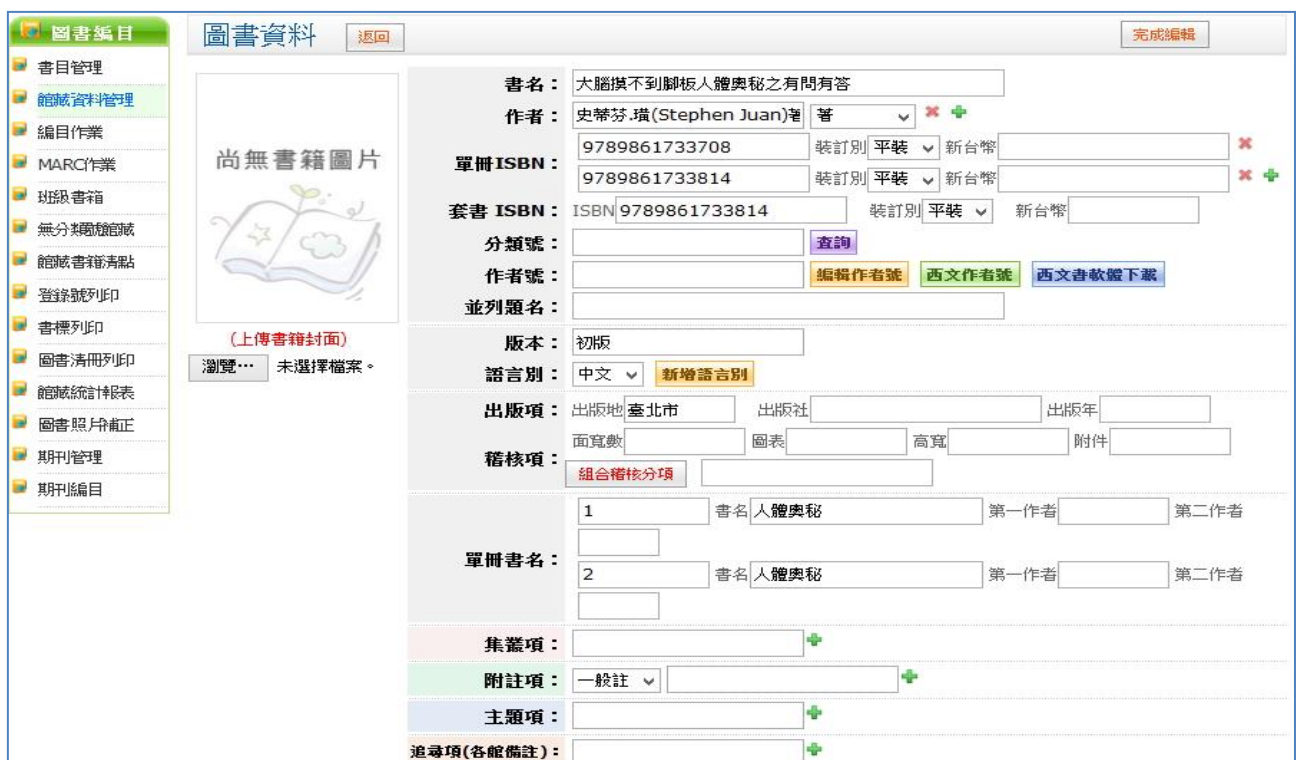 圖書編目
書目管理
館藏資料管理
編目作業
MARC作業
班級書箱
無分類號館藏
館藏書籍清點
登錄號列印
書標列印
圖書清冊列印
館藏統計報表
圖書照片補正
期刊管理
期刊編目
圖書資料 返回 完成編輯
尚無書籍圖片
(上傳書籍封面)
瀏覽… 未選擇檔案。
書名： 大腦摸不到腳板人體奧秘之有問有答
作者： 史蒂芬.璜(Stephen Juan)著 著
單冊ISBN： 9789861733708 裝訂別 平裝 新台幣
9789861733814 裝訂別 平裝 新台幣
套書 ISBN： ISBN 9789861733814 裝訂別 平裝 新台幣
分類號： 查詢
作者號： 編輯作者號 西文作者號 西文書軟體下載
並列題名：
版本： 初版
語言別： 中文 新增語言別
出版項： 出版地 臺北市 出版社 出版年
稽核項： 面寬數 圖表 高寬 附件
組合稽核分項
單冊書名： 1 書名 人體奧秘 第一作者 第二作者
2 書名 人體奧秘 第一作者 第二作者
集叢項：
附註項： 一般註
主題項：
追尋項(各館備註)：